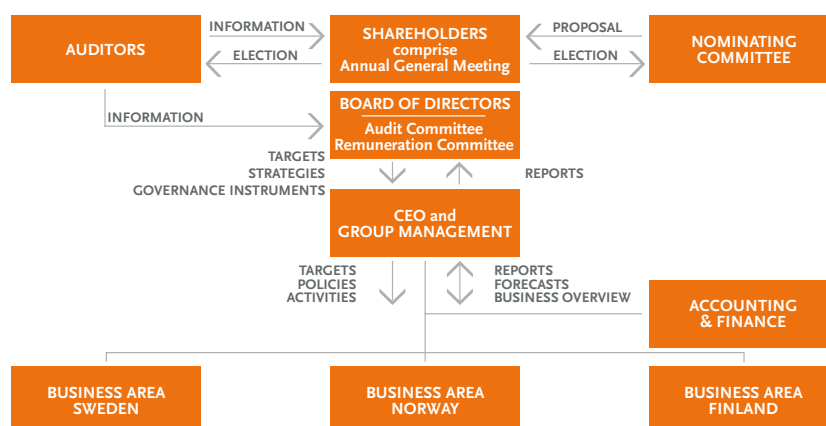 AUDITORS
INFORMATION
ELECTION
SHAREHOLDERS
comprise
Annual General Meeting
PROPOSAL
ELECTION
NOMINATING
COMMITTEE
INFORMATION
BOARD OF DIRECTORS
Audit Committee
Remuneration Committee
TARGETS
STRATEGIES
GOVERNANCE INSTRUMENTS
REPORTS
CEO and
GROUP MANAGEMENT
TARGETS
POLICIES
ACTIVITIES
REPORTS
FORECASTS
BUSINESS OVERVIEW
ACCOUNTING
& FINANCE
BUSINESS AREA
SWEDEN
BUSINESS AREA
NORWAY
BUSINESS AREA
FINLAND